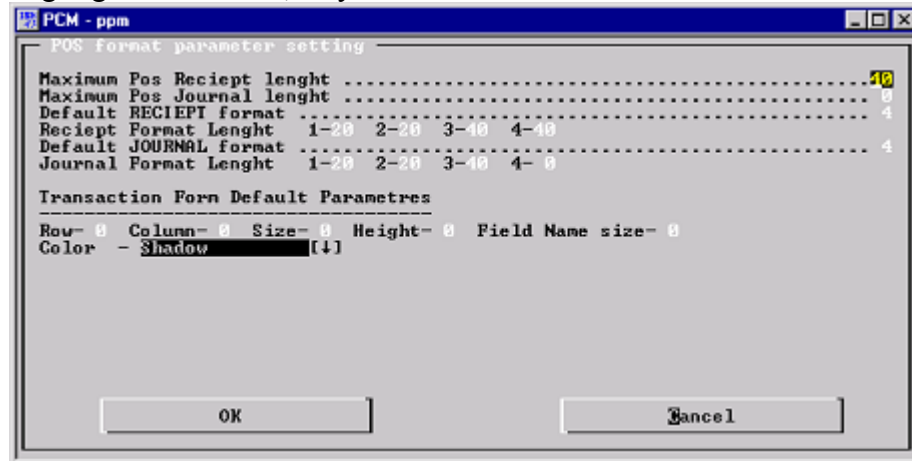 PCM - ppm
POS format parameter setting
Maximum Pos Reciept lenght ............................................................. 40
Maximum Pos Journal lenght ............................................................. 0
Default RECIEPT format ................................................................. 4
Reciept Format Lenght 1-20 2-20 3-40 4-40
Default JOURNAL format ................................................................. 4
Journal Format Lenght 1-20 2-20 3-40 4- 0
Transaction Form Default Parametres
-----------------------------------
Row- 0 Column- 0 Size- 0 Height- 0 Field Name size- 0
Color - Shadow [↓]
OK Cancel